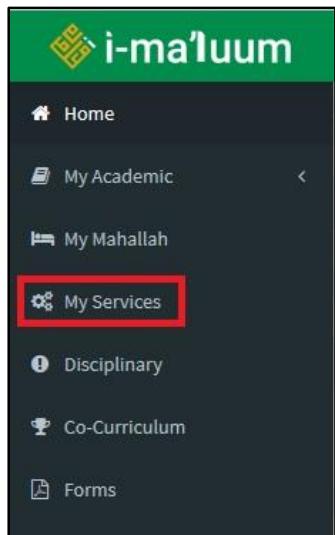 i-ma'luum
Home
My Academic
My Mahallah
My Services
Disciplinary
Co-Curriculum
Forms